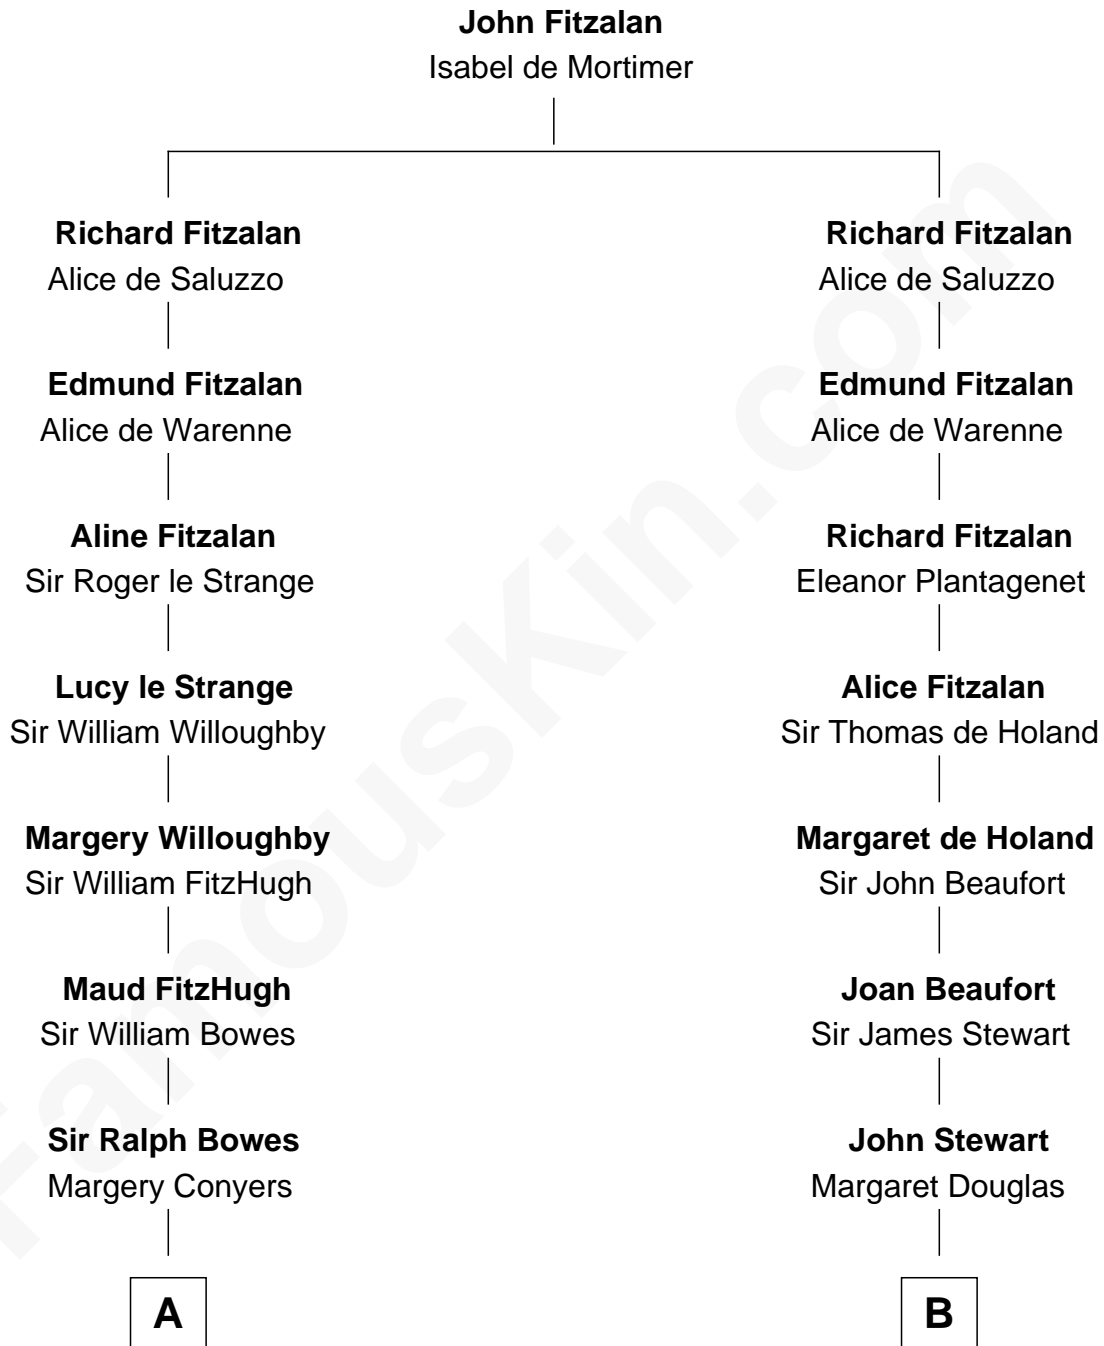 John Fitzalan
Isabel de Mortimer
Richard Fitzalan
Alice de Saluzzo
Richard Fitzalan
Alice de Saluzzo
Edmund Fitzalan
Alice de Warenne
Edmund Fitzalan
Alice de Warenne
Aline Fitzalan
Sir Roger le Strange
Richard Fitzalan
Eleanor Plantagenet
Lucy le Strange
Sir William Willoughby
Alice Fitzalan
Sir Thomas de Holand
Margery Willoughby
Sir William FitzHugh
Margaret de Holand
Sir John Beaufort
Maud FitzHugh
Sir William Bowes
Joan Beaufort
Sir James Stewart
Sir Ralph Bowes
Margery Conyers
John Stewart
Margaret Douglas
A
B
FamousKin.com